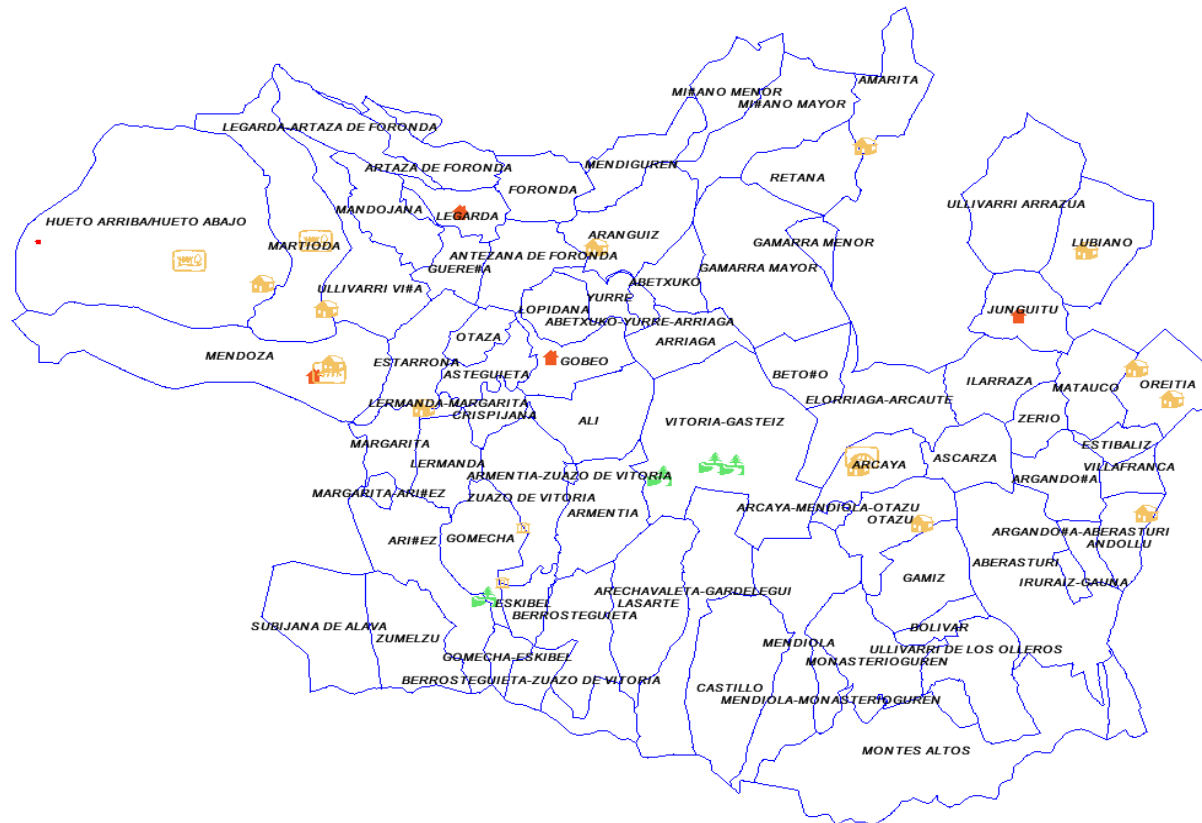 AMARITA
MI#ANO MENOR
MI#ANO MAYOR
LEGARDA-ARTAZA DE FORONDA
ARTAZA DE FORONDA
MENDIGUREN
RETANA
FORONDA
ULLIVARRI ARRAZUA
MANDOJANA
LEGARDA
HUETO ARRIBA/HUETO ABAJO
ARANGUIZ
GAMARRA MENOR
LUBIANO
MARTIODA
ANTEZANA DE FORONDA
GUERE#A
GAMARRA MAYOR
ABETXUKO
ULLIVARRI VI#A
YURRE
LOPIDANA
JUNGUITU
ABETXUKO-YURRE-ARRIAGA
OTAZA
ARRIAGA
MENDOZA
ESTARRONA
GOBEO
ASTEGUIETA
BETO#O
ILARRAZA
MATAUCO
OREITIA
LERMANDA-MARGARITA
ELORRIAGA-ARCAUTE
CRISPIJANA
ALI
VITORIA-GASTEIZ
ZERIO
MARGARITA
ESTIBALIZ
LERMANDA
ARCAYA
ASCARZA
VILLAFRANCA
ARMENTIA-ZUAZO DE VITORIA
ARGANDO#A
MARGARITA-ARI#EZ
ZUAZO DE VITORIA
ARMENTIA
ARCAYA-MENDIOLA-OTAZU
OTAZU
ARI#EZ
GOMECHA
ARGANDO#A-ABERASTURI
ANDOLLU
ABERASTURI
GAMIZ
IRURAIZ-GAUNA
ARECHAVALETA-GARDELEGUI
ESKIBEL
LASARTE
BERROSTEGUIETA
SUBIJANA DE ALAVA
ZUMELZU
BOLIVAR
MENDIOLA
ULLIVARRI DE LOS OLLEROS
GOMECHA-ESKIBEL
MONASTERIOGUREN
BERROSTEGUIETA-ZUAZO DE VITORIA
CASTILLO
MENDIOLA-MONASTERIOGUREN
MONTES ALTOS